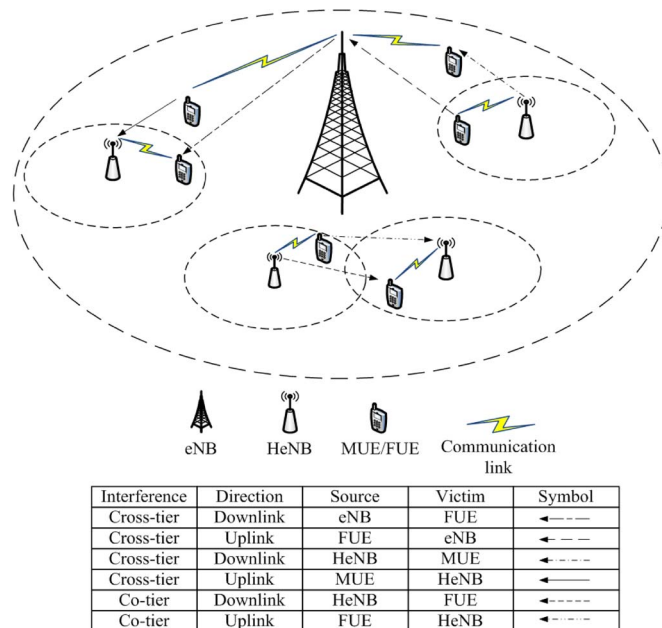 eNB HeNB MUE/FUE Communication
link
Interference Direction Source Victim Symbol
Cross-tier Downlink eNB FUE
Cross-tier Uplink FUE eNB
Cross-tier Downlink HeNB MUE
Cross-tier Uplink MUE HeNB
Co-tier Downlink HeNB FUE
Co-tier Uplink FUE HeNB